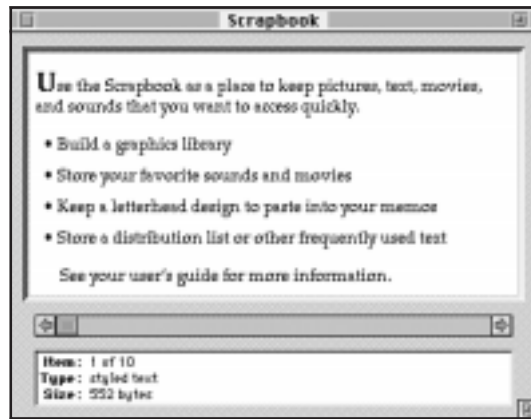 Scrapbook
Use the Scrapbook as a place to keep pictures, text, movies,
and sounds that you want to access quickly.
• Build a graphics library
• Store your favorite sounds and movies
• Keep a letterhead design to paste into your memos
• Store a distribution list or other frequently used text
See your user's guide for more information.
Item: 1 of 10
Type: styled text
Size: 552 bytes